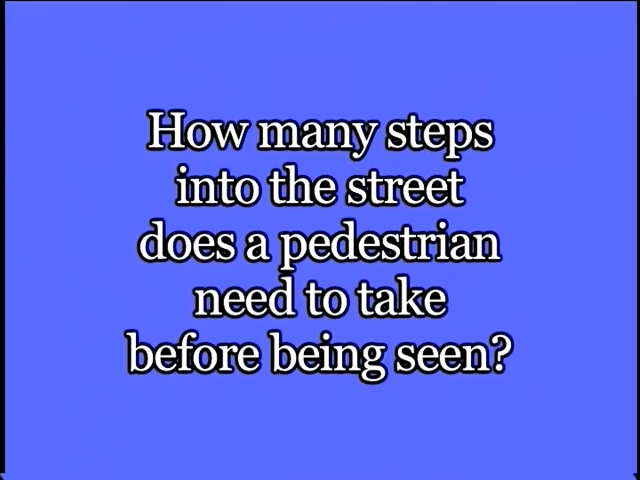 How many steps
into the street
does a pedestrian
need to take
before being seen?